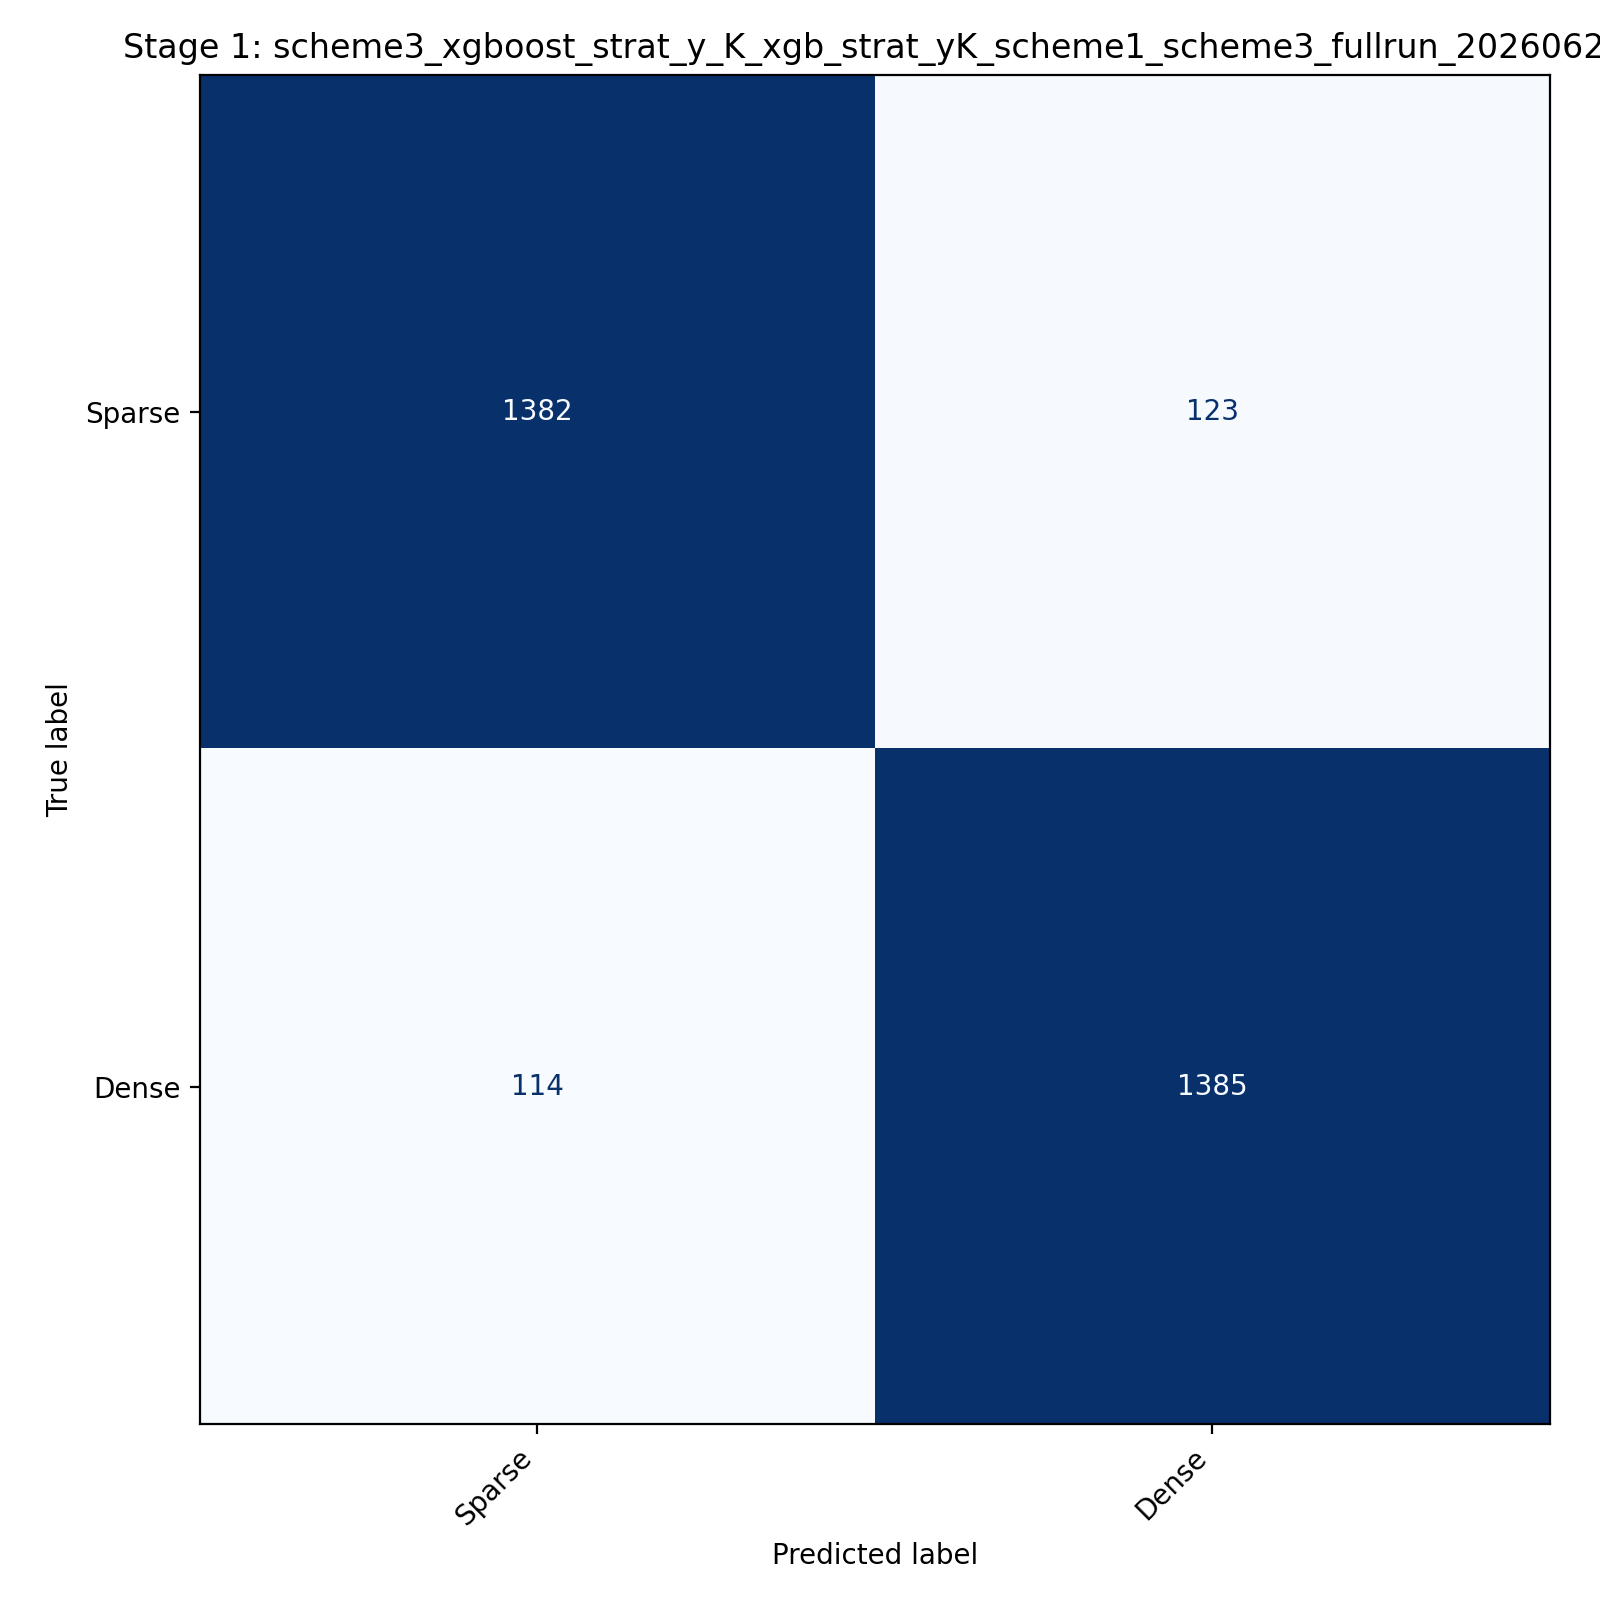 Stage 1: scheme3_xgboost_strat_y_K_xgb_strat_yK_scheme1_scheme3_fullrun_2026062
Sparse
1382
123
True label
Dense
114
1385
Sparse
Dense
Predicted label